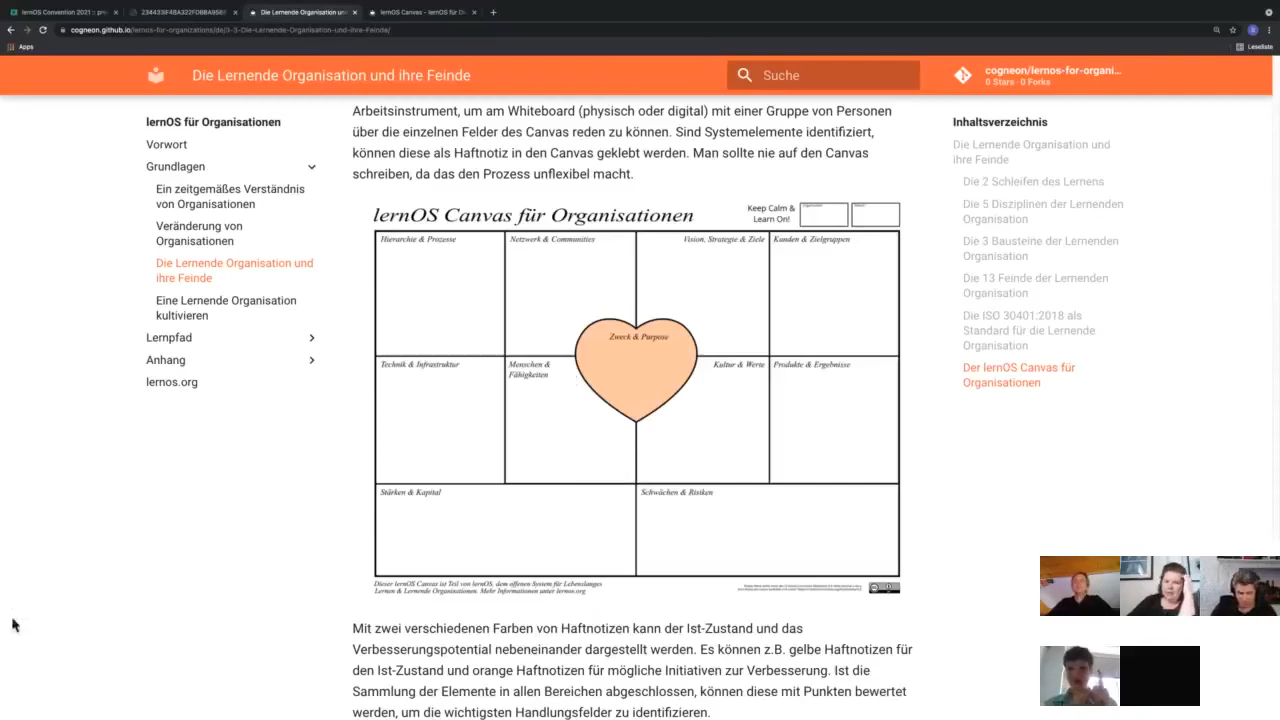 lernOS Convention 2021 :: pre
234433IF4BA322FDBBA95B
Die Lernende Organisation un
lernOS Canvas - lernOS für Or
cogneon.github.io/lernos-for-organizations/de/3-3-Die-Lernende-Organisation-und-ihre-Feinde/
Apps
Leseliste
Die Lernende Organisation und ihre Feinde
Suche
cogneon/lernos-for-organi…
0 Stars · 0 Forks
lernOS für Organisationen
Vorwort
Grundlagen
Ein zeitgemäßes Verständnis
von Organisationen
Veränderung von
Organisationen
Die Lernende Organisation und
ihre Feinde
Eine Lernende Organisation
kultivieren
Lernpfad
Anhang
lernos.org
Arbeitsinstrument, um am Whiteboard (physisch oder digital) mit einer Gruppe von Personen
über die einzelnen Felder des Canvas reden zu können. Sind Systemelemente identifiziert,
können diese als Haftnotiz in den Canvas geklebt werden. Man sollte nie auf den Canvas
schreiben, da das den Prozess unflexibel macht.
lernOS Canvas für Organisationen
Keep Calm &
Learn On!
Hierarchie & Prozesse
Netzwerk & Communities
Vision, Strategie & Ziele
Kunden & Zielgruppen
Zweck & Purpose
Technik & Infrastruktur
Menschen &
Fähigkeiten
Kultur & Werte
Produkte & Ergebnisse
Stärken & Kapital
Schwächen & Risiken
Dieser lernOS Canvas ist Teil von lernOS, dem offenen System für Lebenslanges
Lernen & Lernende Organisationen. Mehr Informationen unter lernos.org
Mit zwei verschiedenen Farben von Haftnotizen kann der Ist-Zustand und das
Verbesserungspotential nebeneinander dargestellt werden. Es können z.B. gelbe Haftnotizen für
den Ist-Zustand und orange Haftnotizen für mögliche Initiativen zur Verbesserung. Ist die
Sammlung der Elemente in allen Bereichen abgeschlossen, können diese mit Punkten bewertet
werden, um die wichtigsten Handlungsfelder zu identifizieren.
Inhaltsverzeichnis
Die Lernende Organisation und
ihre Feinde
Die 2 Schleifen des Lernens
Die 5 Disziplinen der Lernenden
Organisation
Die 3 Bausteine der Lernenden
Organisation
Die 13 Feinde der Lernenden
Organisation
Die ISO 30401:2018 als
Standard für die Lernende
Organisation
Der lernOS Canvas für
Organisationen